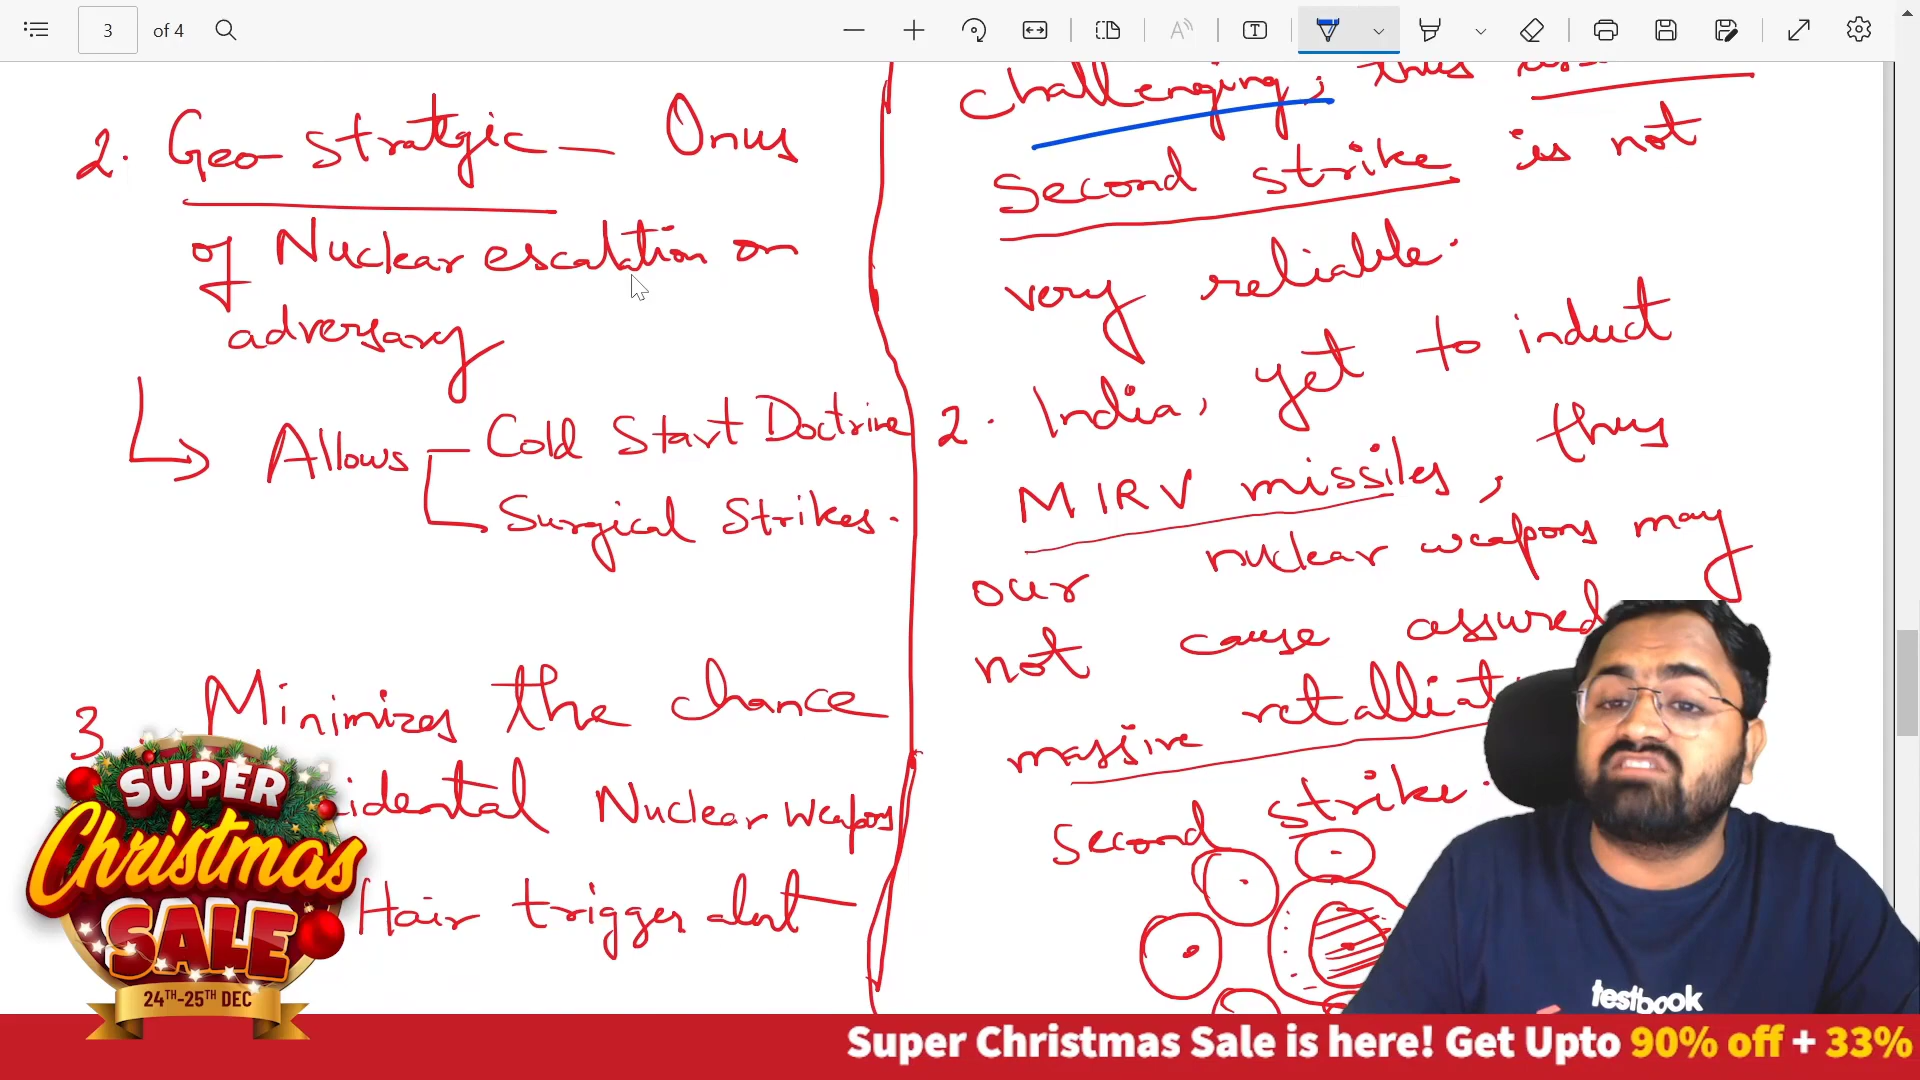 3
of 4
2. Geo-Strategic — Onus
of Nuclear escalation on
adversary
Allows
Cold Start Doctrine
Surgical Strikes.
3 Minimizes the chance
idental Nuclear Weapons
Hair trigger alert
challenging, thus
Second strike is not
very reliable.
2. India, yet to induct
MIRV missiles, thus
our nuclear weapons may
not cause assured
massive retalliat
Second strike.
SUPER
Christmas
SALE
24TH-25TH DEC
testbook
Super Christmas Sale is here! Get Upto 90% off + 33%